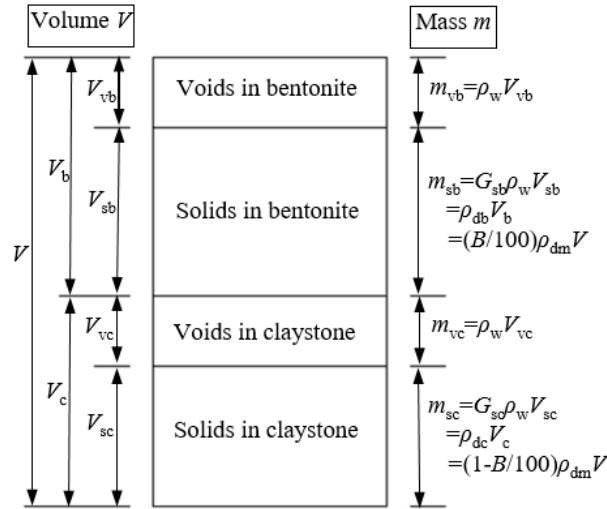 Volume V
Mass m
V
V_b
V_vb
V_sb
V_c
V_vc
V_sc
Voids in bentonite
Solids in bentonite
Voids in claystone
Solids in claystone
m_vb=ρ_wV_vb
m_sb=G_sbρ_wV_sb
=ρ_dbV_b
=(B/100)ρ_dmV
m_vc=ρ_wV_vc
m_sc=G_scρ_wV_sc
=ρ_dcV_c
=(1-B/100)ρ_dmV